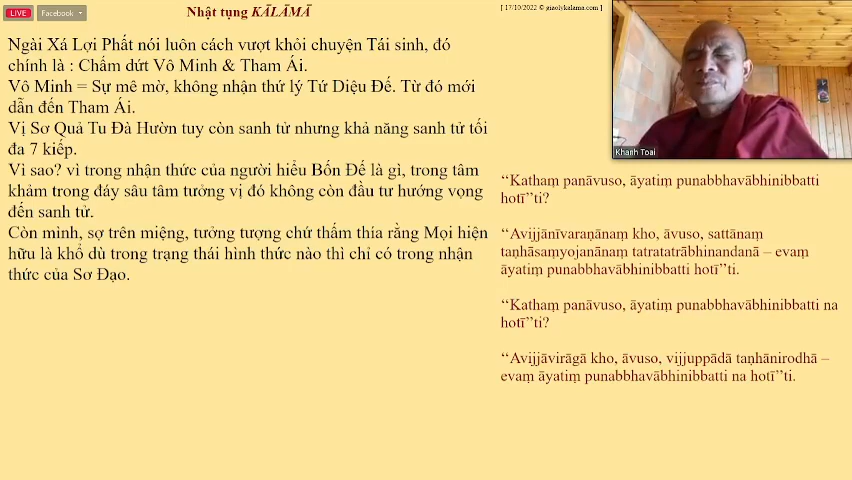 LIVE
Facebook
Nhật tụng KĀLĀMĀ
[ 17/10/2022 © giaolykalama.com ]
Ngài Xá Lợi Phất nói luôn cách vượt khỏi chuyện Tái sinh, đó
chính là : Chấm dứt Vô Minh & Tham Ái.
Vô Minh = Sự mê mờ, không nhận thứ lý Tứ Diệu Đế. Từ đó mới
dẫn đến Tham Ái.
Vị Sơ Quả Tu Đà Hườn tuy còn sanh tử nhưng khả năng sanh tử tối
đa 7 kiếp.
Vì sao? vì trong nhận thức của người hiểu Bốn Đế là gì, trong tâm
khảm trong đáy sâu tâm tưởng vị đó không còn đầu tư hướng vọng
đến sanh tử.
Còn mình, sợ trên miệng, tưởng tượng chứ thấm thía rằng Mọi hiện
hữu là khổ dù trong trạng thái hình thức nào thì chỉ có trong nhận
thức của Sơ Đạo.
Khanh Toai
“Kathaṃ panāvuso, āyatiṃ punabbhavābhinibbatti
hotī”ti?
“Avijjānīvaraṇānaṃ kho, āvuso, sattānaṃ
taṇhāsaṃyojanānaṃ tatratatrābhinandanā – evaṃ
āyatiṃ punabbhavābhinibbatti hotī”ti.
“Kathaṃ panāvuso, āyatiṃ punabbhavābhinibbatti na
hotī”ti?
“Avijjāvirāgā kho, āvuso, vijjuppādā taṇhānirodhā –
evaṃ āyatiṃ punabbhavābhinibbatti na hotī”ti.